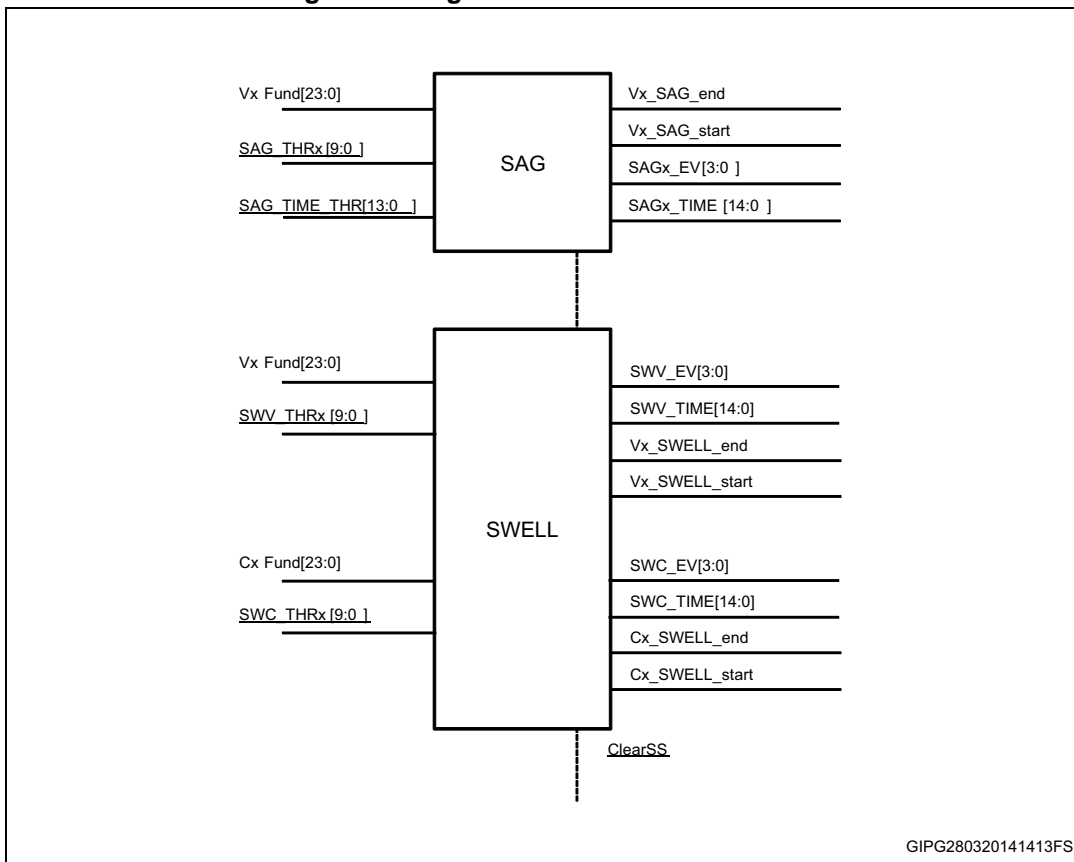 Vx Fund[23:0]
SAG_THRx [9:0 ]
SAG_TIME_THR[13:0 ]
SAG
Vx_SAG_end
Vx_SAG_start
SAGx_EV[3:0 ]
SAGx_TIME [14:0 ]
Vx Fund[23:0]
SWV_THRx [9:0 ]
Cx Fund[23:0]
SWC_THRx [9:0 ]
SWELL
SWV_EV[3:0]
SWV_TIME[14:0]
Vx_SWELL_end
Vx_SWELL_start
SWC_EV[3:0]
SWC_TIME[14:0]
Cx_SWELL_end
Cx_SWELL_start
ClearSS
GIPG280320141413FS